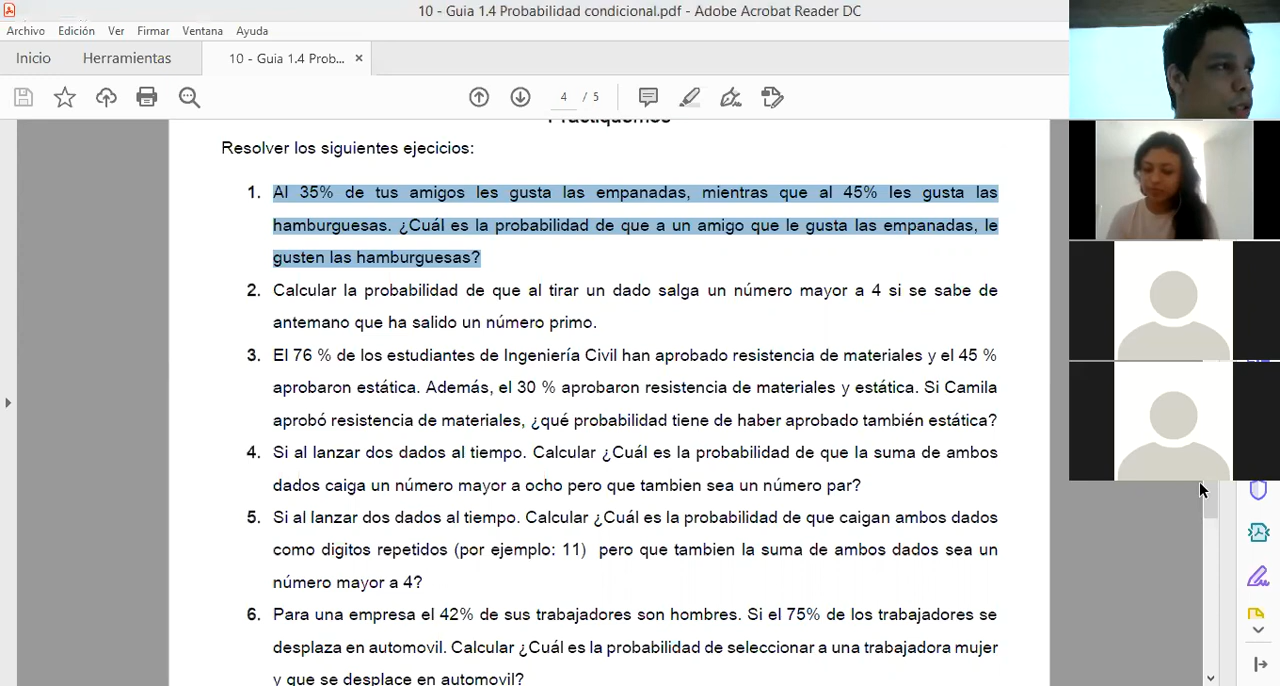 10 - Guia 1.4 Probabilidad condicional.pdf - Adobe Acrobat Reader DC
Archivo Edición Ver Firmar Ventana Ayuda
Inicio Herramientas 10 - Guia 1.4 Prob... ×
4 / 5
Practiquemos
Resolver los siguientes ejercicios:
1. Al 35% de tus amigos les gusta las empanadas, mientras que al 45% les gusta las
hamburguesas. ¿Cuál es la probabilidad de que a un amigo que le gusta las empanadas, le
gusten las hamburguesas?
2. Calcular la probabilidad de que al tirar un dado salga un número mayor a 4 si se sabe de
antemano que ha salido un número primo.
3. El 76 % de los estudiantes de Ingeniería Civil han aprobado resistencia de materiales y el 45 %
aprobaron estática. Además, el 30 % aprobaron resistencia de materiales y estática. Si Camila
aprobó resistencia de materiales, ¿qué probabilidad tiene de haber aprobado también estática?
4. Si al lanzar dos dados al tiempo. Calcular ¿Cuál es la probabilidad de que la suma de ambos
dados caiga un número mayor a ocho pero que tambien sea un número par?
5. Si al lanzar dos dados al tiempo. Calcular ¿Cuál es la probabilidad de que caigan ambos dados
como digitos repetidos (por ejemplo: 11) pero que tambien la suma de ambos dados sea un
número mayor a 4?
6. Para una empresa el 42% de sus trabajadores son hombres. Si el 75% de los trabajadores se
desplaza en automovil. Calcular ¿Cuál es la probabilidad de seleccionar a una trabajadora mujer
y que se desplace en automovil?